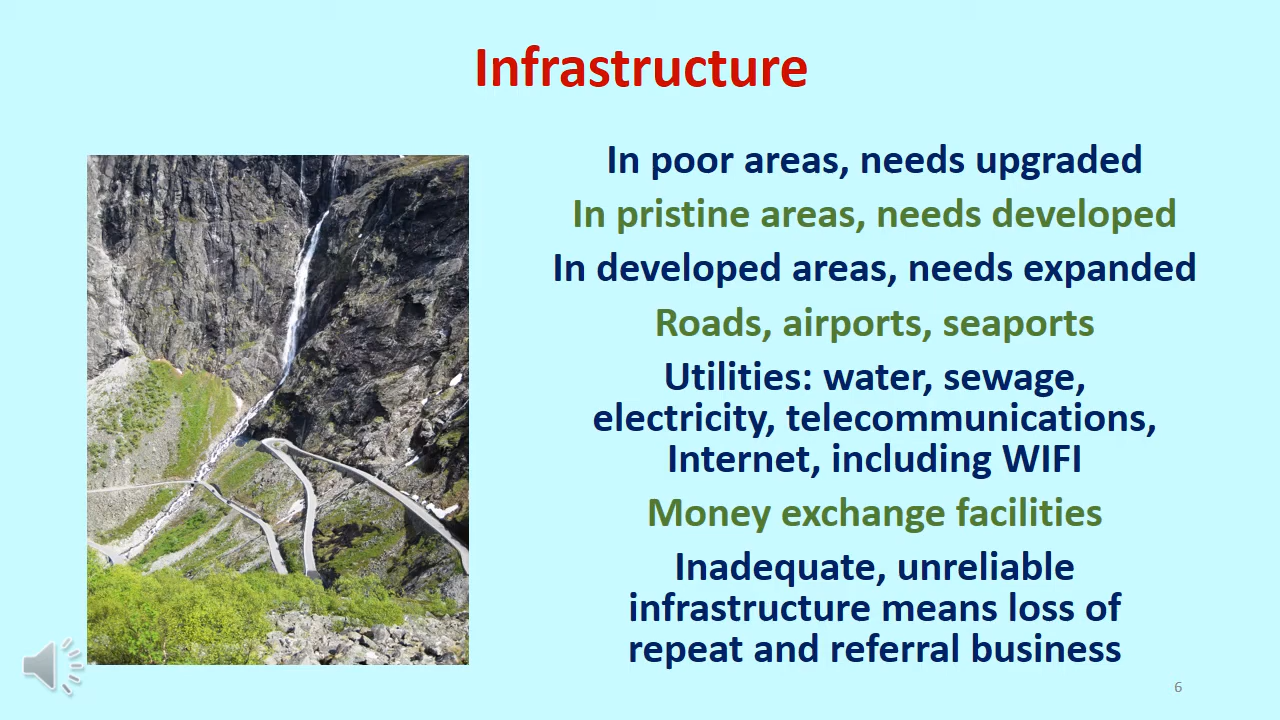 Infrastructure
In poor areas, needs upgraded
In pristine areas, needs developed
In developed areas, needs expanded
Roads, airports, seaports
Utilities: water, sewage,
electricity, telecommunications,
Internet, including WIFI
Money exchange facilities
Inadequate, unreliable
infrastructure means loss of
repeat and referral business
6